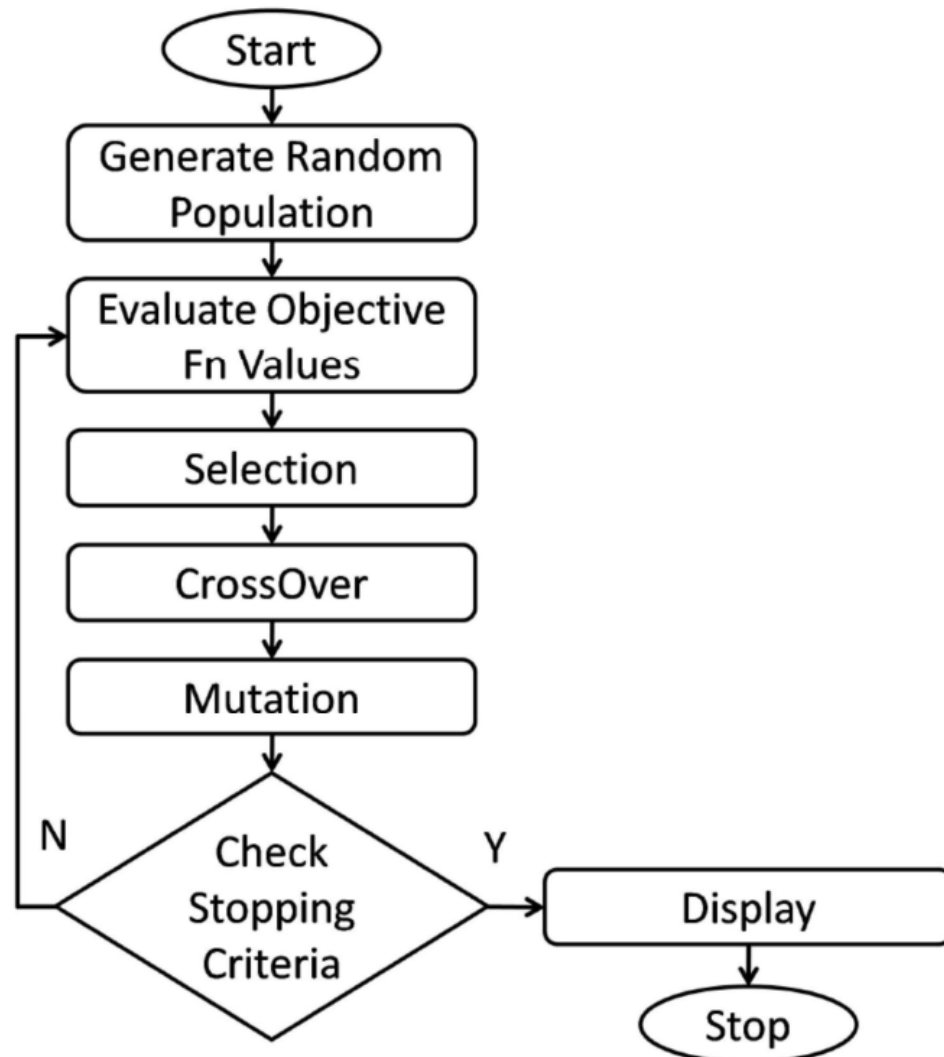 Start
Generate Random
Population
Evaluate Objective
Fn Values
Selection
CrossOver
Mutation
N
Check
Stopping
Criteria
Y
Display
Stop